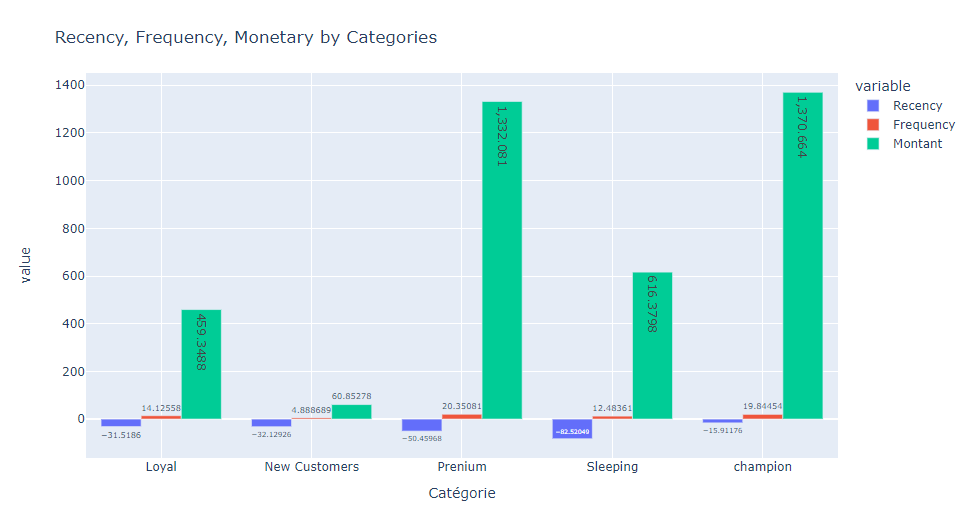 Recency, Frequency, Monetary by Categories
variable
Recency
Frequency
Montant
value
1400
1200
1000
800
600
400
200
0
−31.5186
14.12558
459.3488
−32.12926
4.888689
60.85278
−50.45968
20.35081
1,332.081
−82.52049
12.48361
616.3798
−15.91176
19.84454
1,370.664
Loyal
New Customers
Prenium
Sleeping
champion
Catégorie